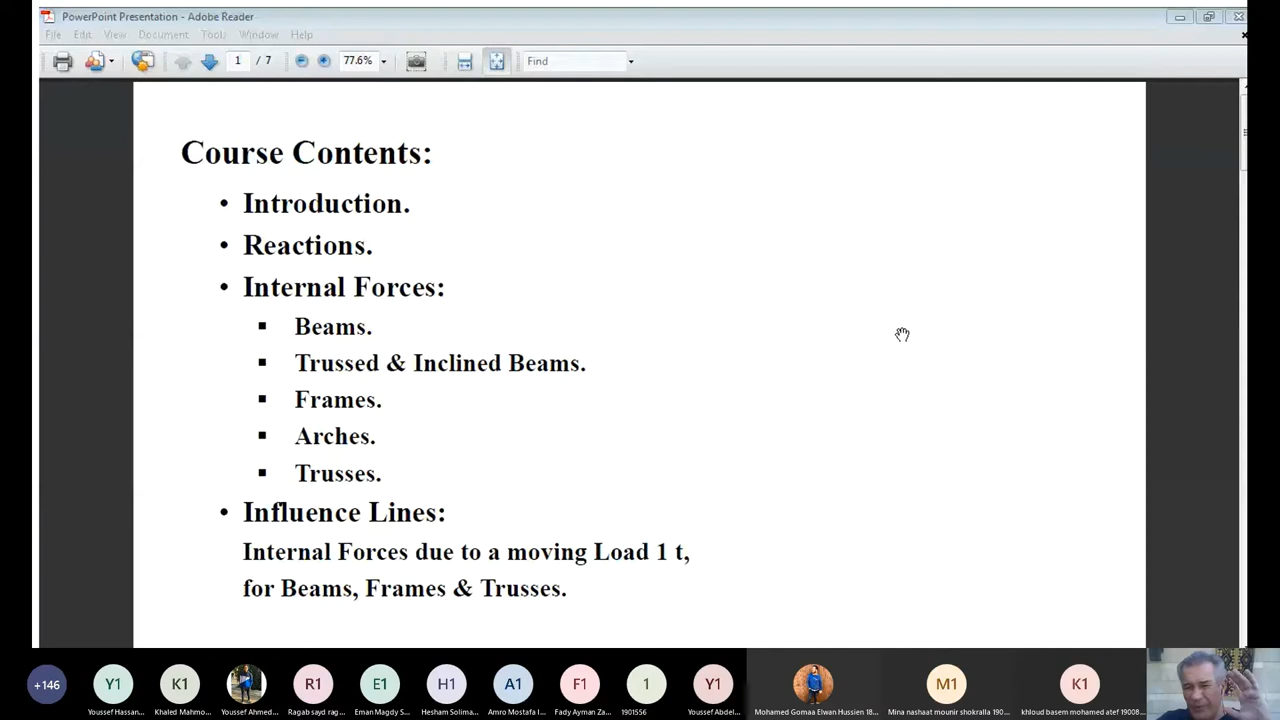 PowerPoint Presentation - Adobe Reader
File Edit View Document Tools Window Help
1 / 7 77.6% Find
Course Contents:
• Introduction.
• Reactions.
• Internal Forces:
▪ Beams.
▪ Trussed & Inclined Beams.
▪ Frames.
▪ Arches.
▪ Trusses.
• Influence Lines:
Internal Forces due to a moving Load 1 t,
for Beams, Frames & Trusses.
+146 Y1 K1 R1 E1 H1 A1 F1 1 Y1 M1 K1
Youssef Hassan... Khaled Mahmo... Youssef Ahmed... Ragab sayd rag... Eman Magdy S... Hesham Solima... Amro Mostafa I... Fady Ayman Za... 1901556 Youssef Abdel... Mohamed Gomaa Elwan Hussien 18... Mina nashaat mounir shokralla 190... khloud basem mohamed atef 19008...